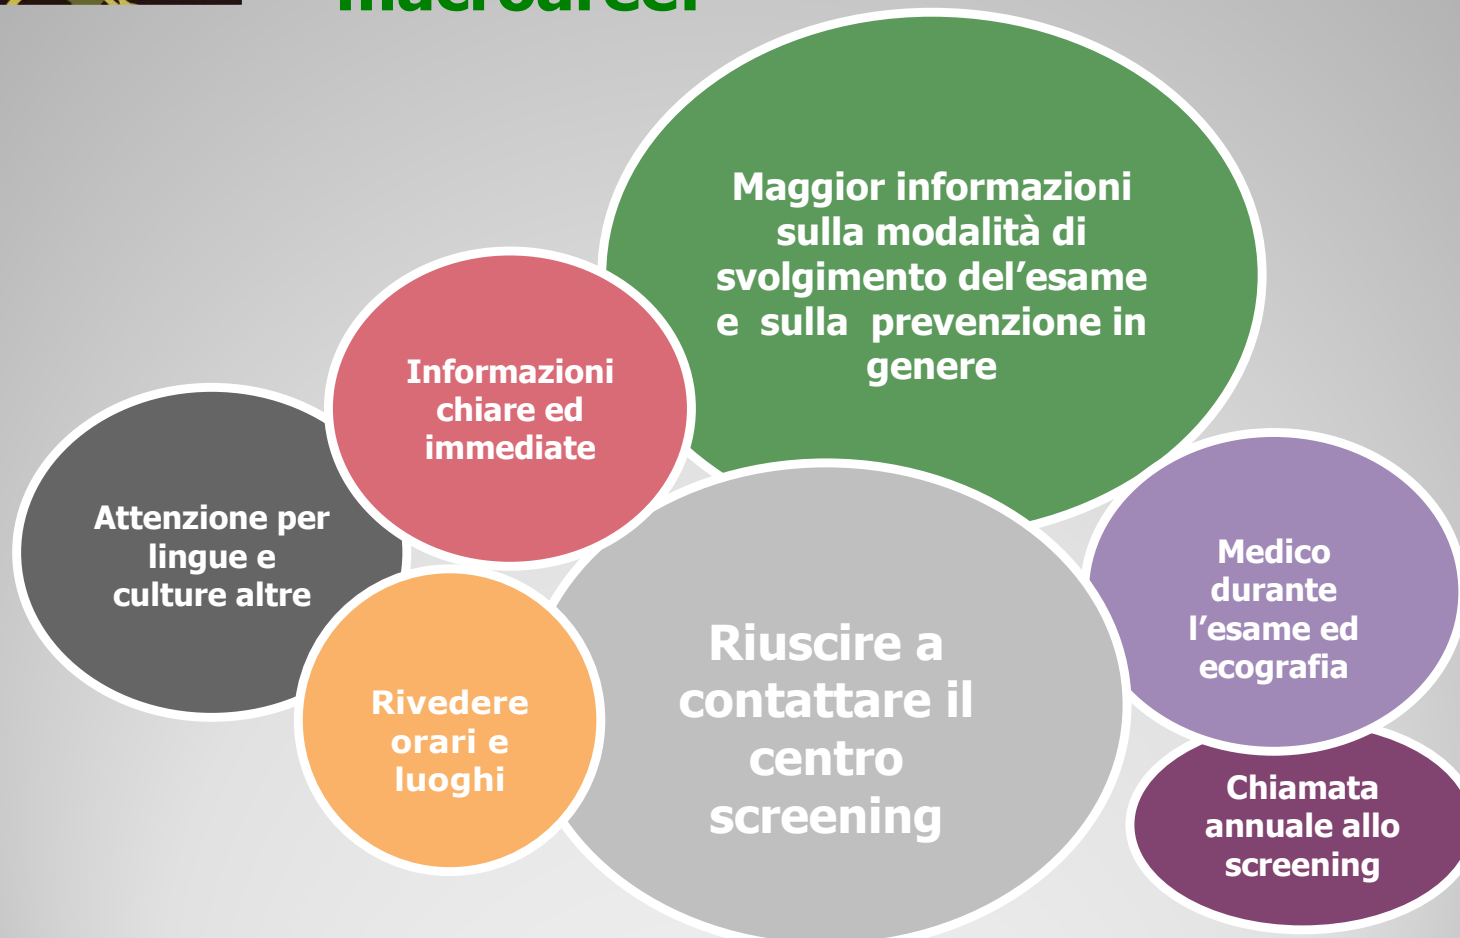 Maggior informazioni
sulla modalità di
svolgimento del’esame
e sulla prevenzione in
genere
Informazioni
chiare ed
immediate
Attenzione per
lingue e
culture altre
Medico
durante
l’esame ed
ecografia
Rivedere
orari e
luoghi
Riuscire a
contattare il
centro
screening
Chiamata
annuale allo
screening